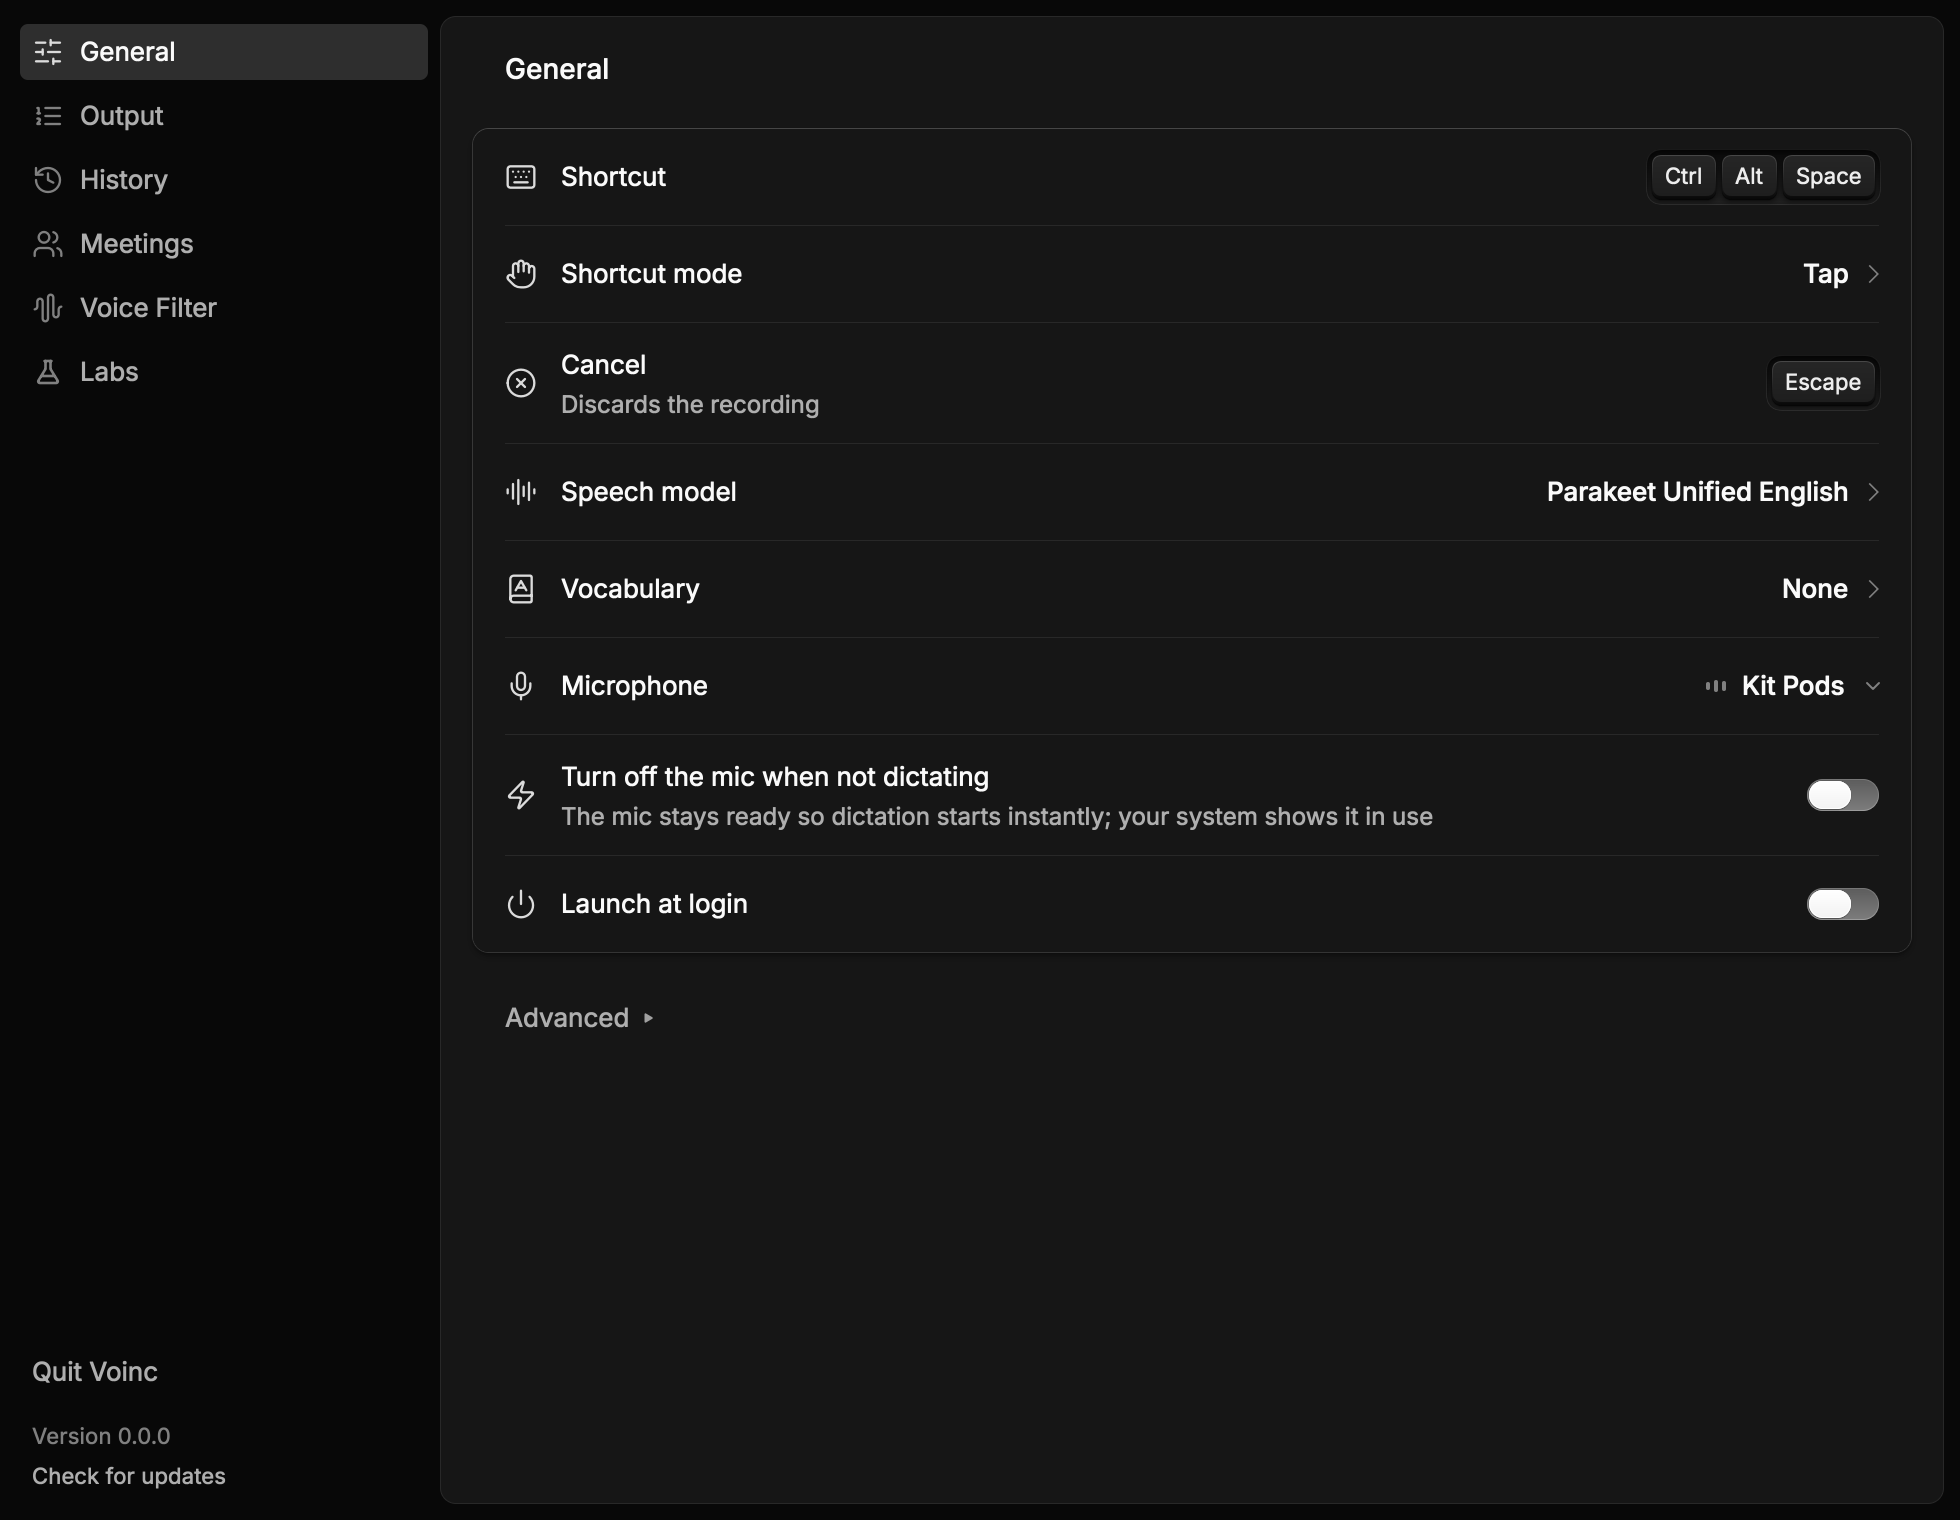 General
Output
History
Meetings
Voice Filter
Labs
Quit Voinc
Version 0.0.0
Check for updates
General
Shortcut
Ctrl Alt Space
Shortcut mode
Tap
Cancel
Discards the recording
Escape
Speech model
Parakeet Unified English
Vocabulary
None
Microphone
Kit Pods
Turn off the mic when not dictating
The mic stays ready so dictation starts instantly; your system shows it in use
Launch at login
Advanced